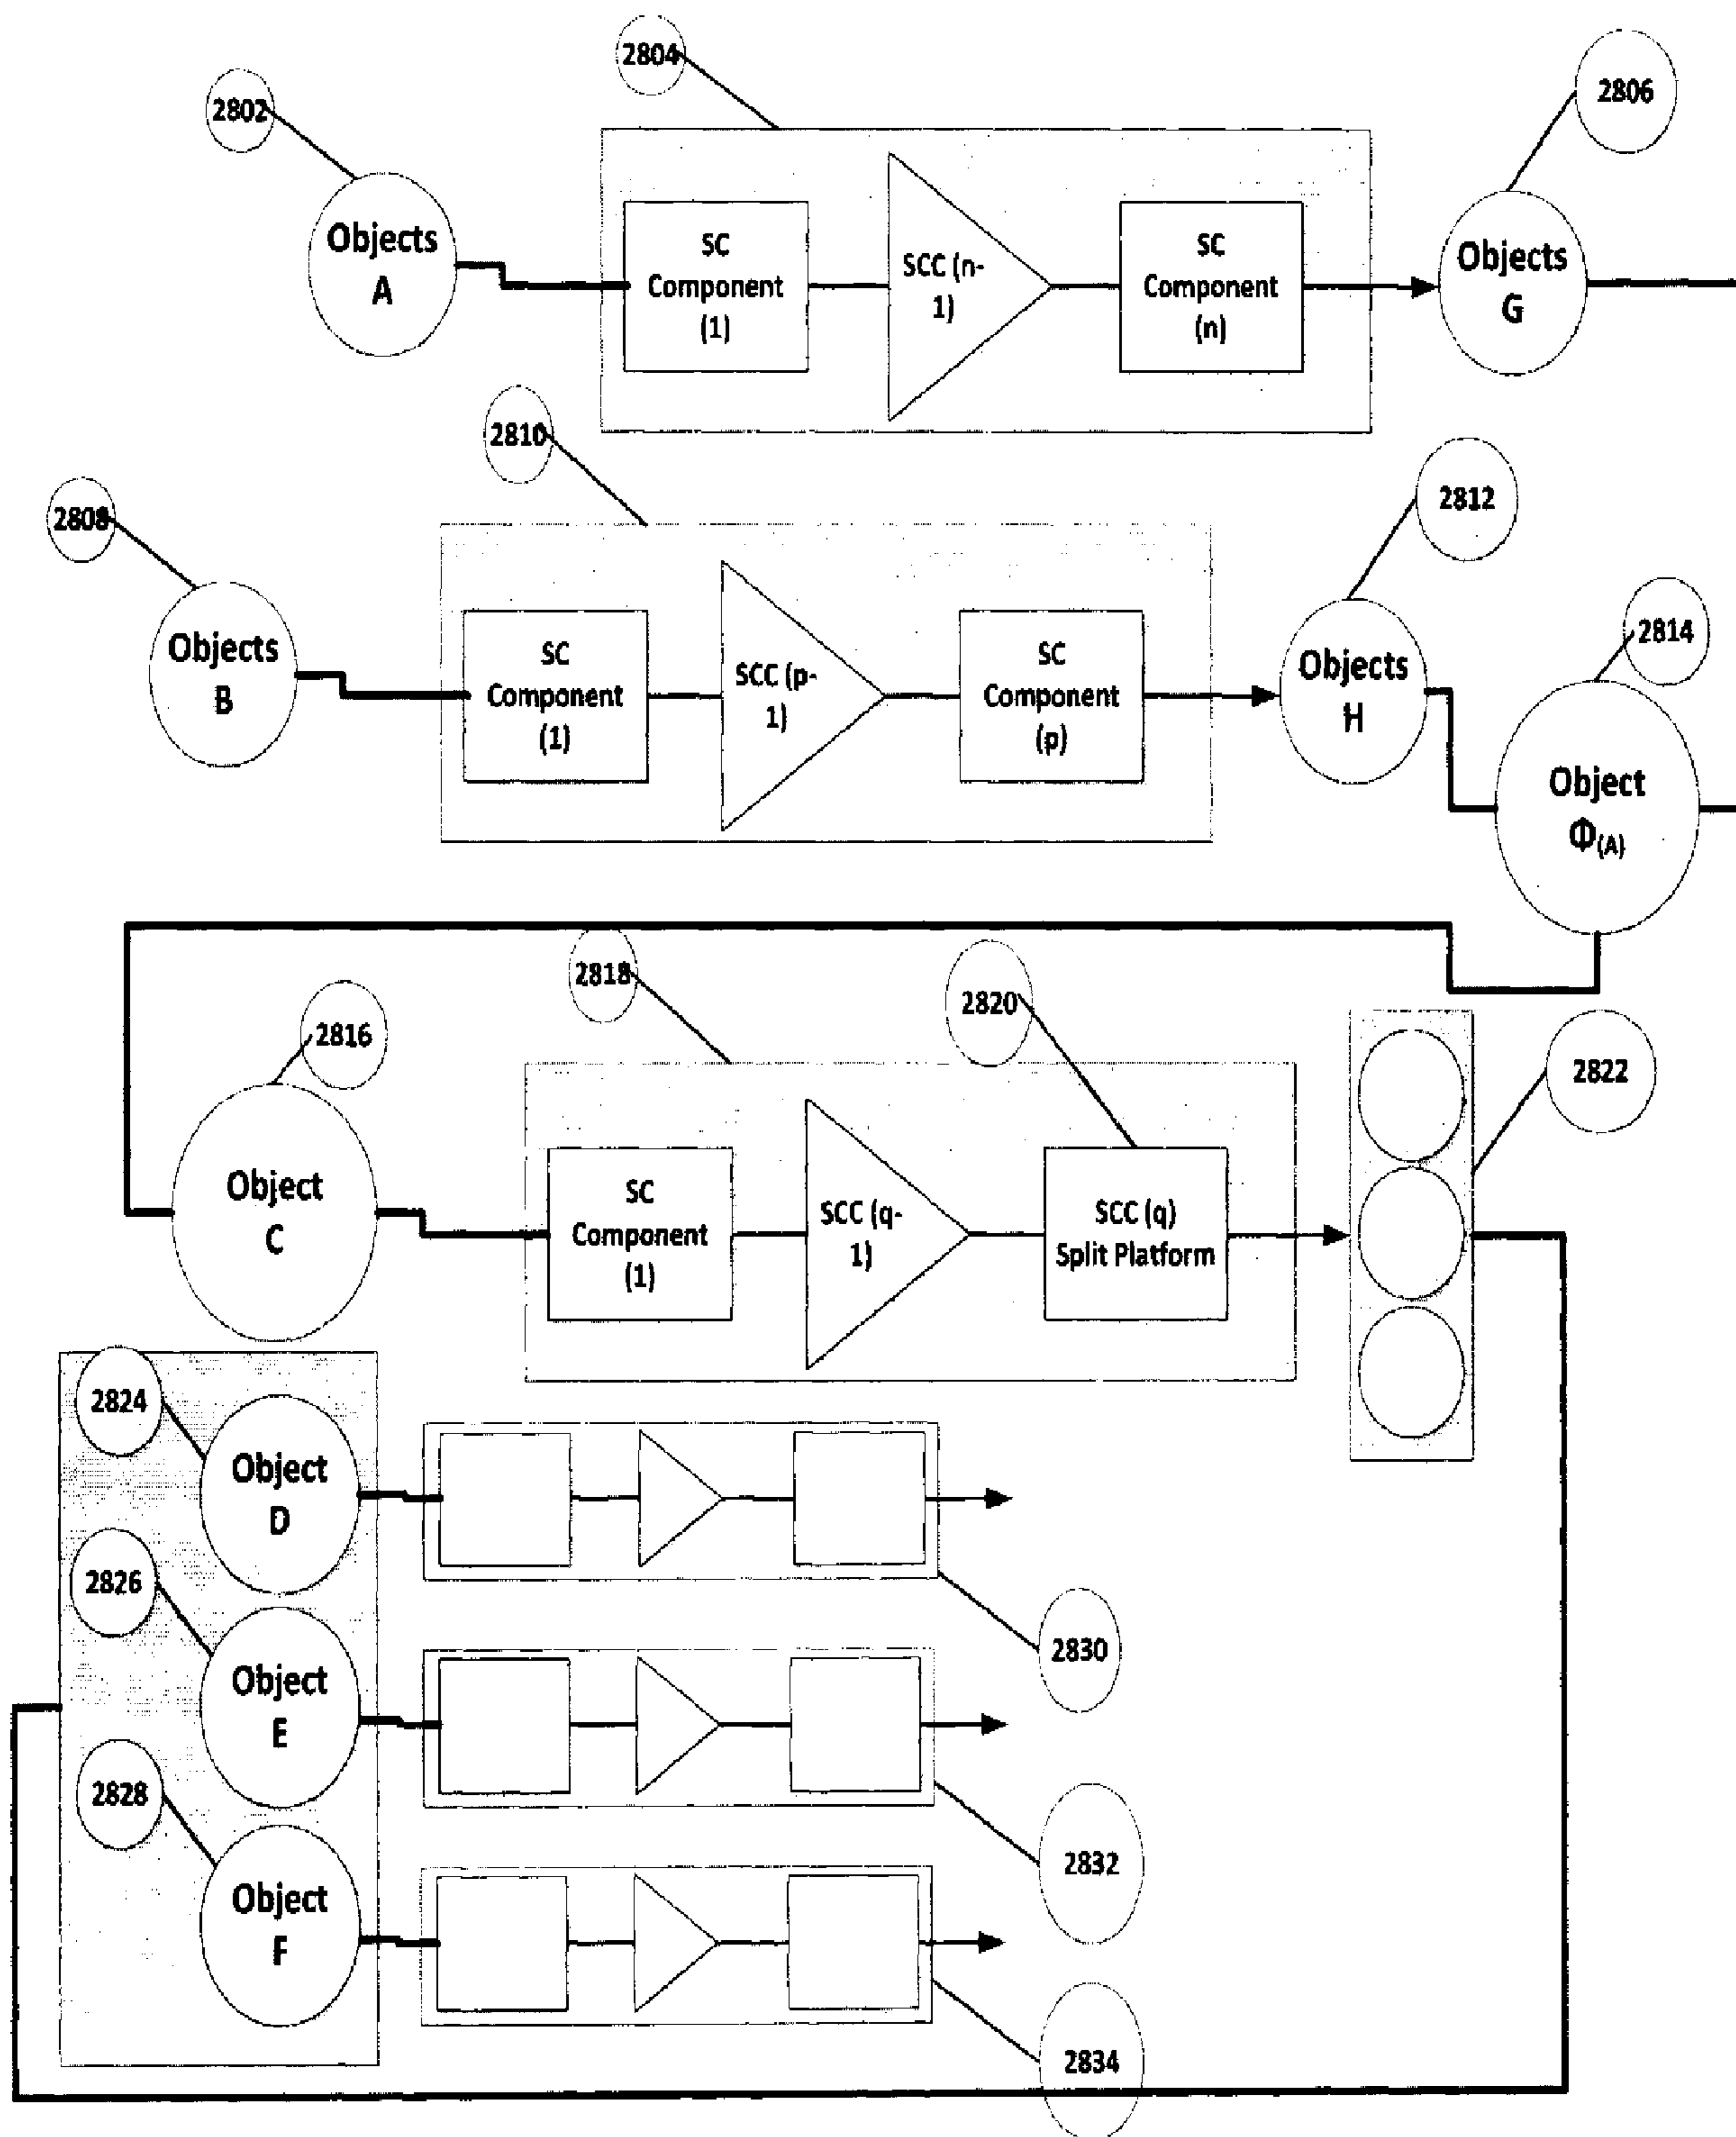 2804
2806
2802
Objects
A
SC
Component
(1)
SCC (n-
1)
SC
Component
(n)
Objects
G
2810
2812
2808
2814
Objects
B
SC
Component
(1)
SCC (p-
1)
SC
Component
(p)
Objects
H
Object
Φ(A)
2818
2820
2816
2822
Object
C
SC
Component
(1)
SCC (q-
1)
SCC (q)
Split Platform
2824
Object
D
2826
2830
Object
E
2828
2832
Object
F
2834